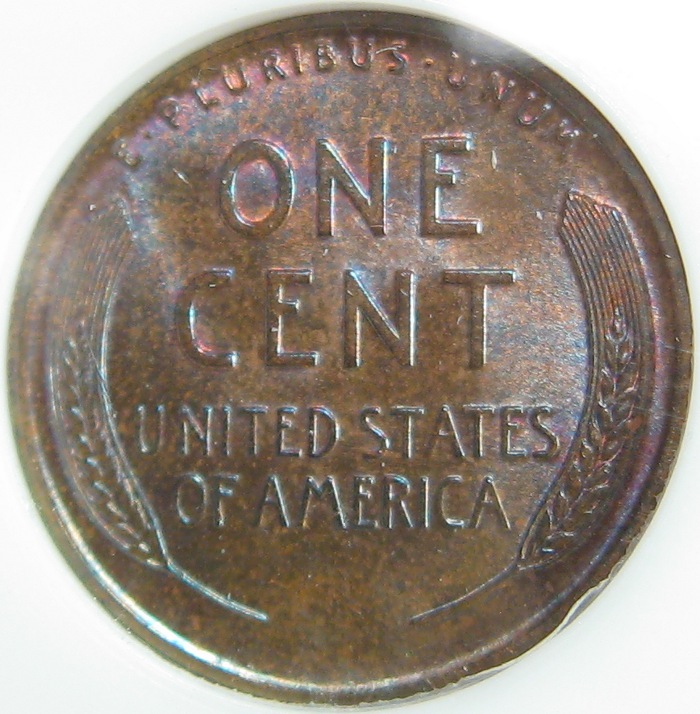 E · PLURIBUS · UNUM
ONE
CENT
UNITED STATES
OF AMERICA